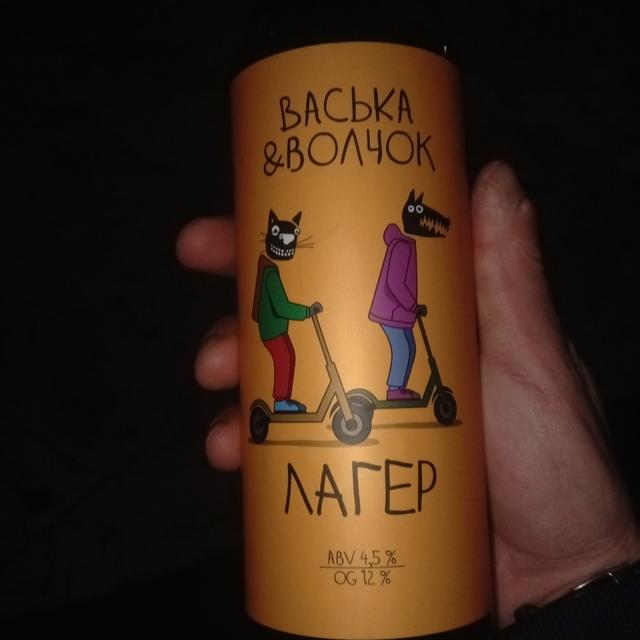 ВАСЬКА
&ВОЛЧОК
ЛАГЕР
ABV 4,5%
OG 12%